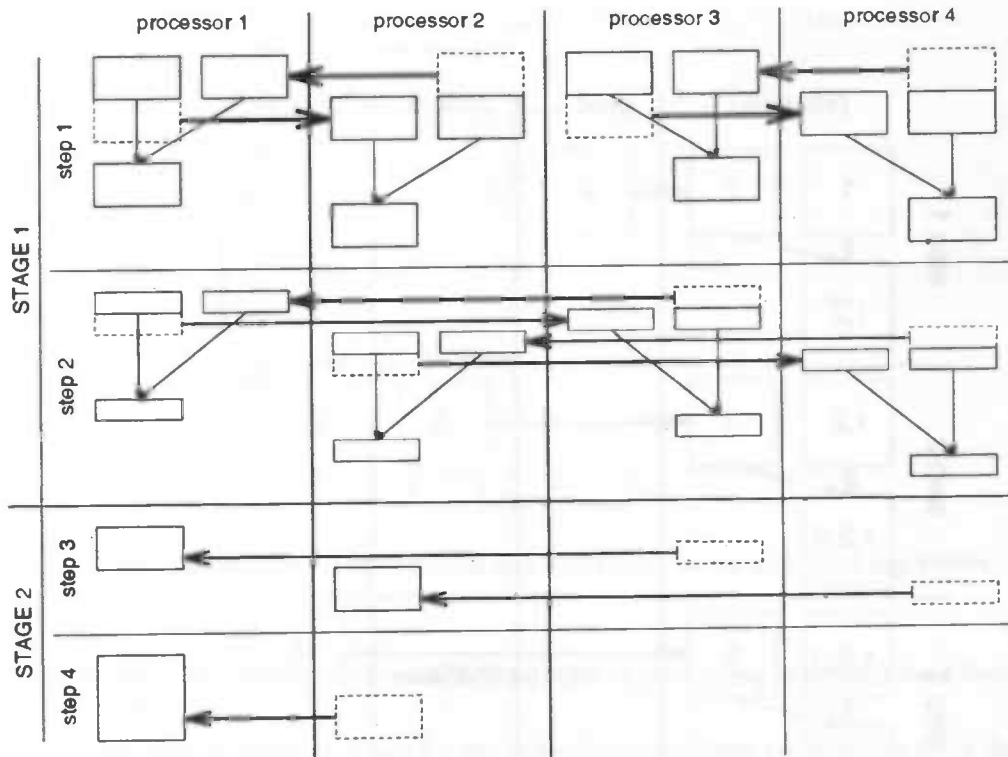 processor 1
processor 2
processor 3
processor 4
STAGE 1
step 1
step 2
STAGE 2
step 3
step 4